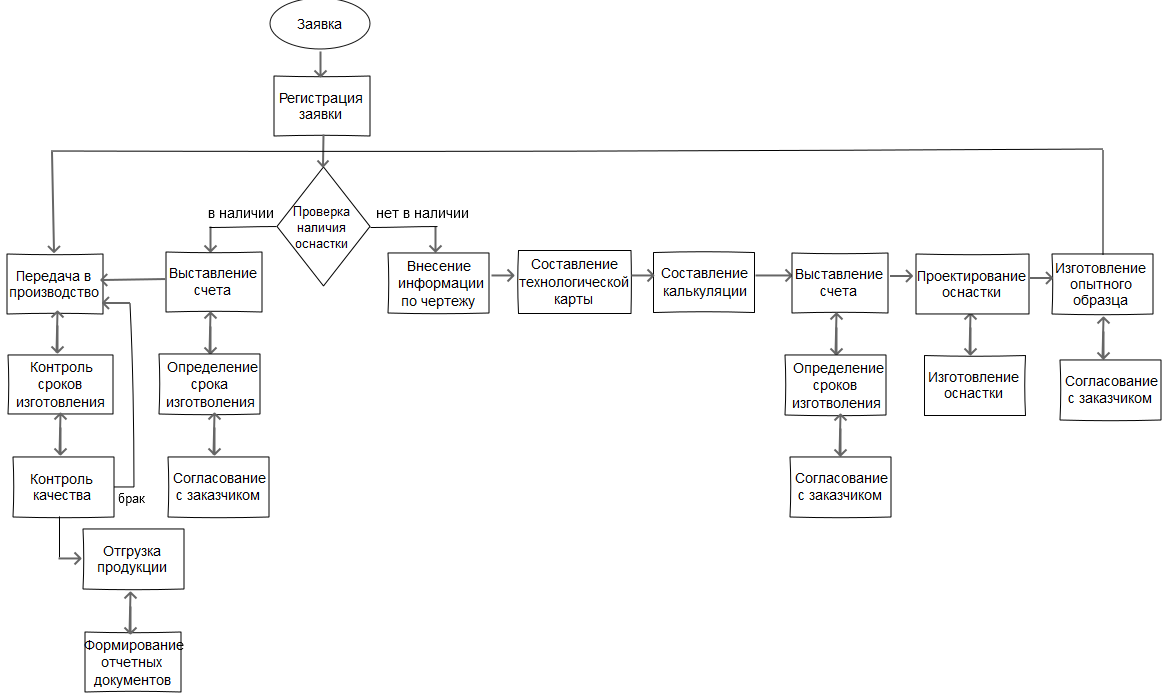 Заявка
Регистрация
заявки
Проверка
наличия
оснастки
в наличии
нет в наличии
Передача в
производство
Выставление
счета
Внесение
информации
по чертежу
Составление
технологической
карты
Составление
калькуляции
Выставление
счета
Проектирование
оснастки
Изготовление
опытного
образца
Контроль
сроков
изготовления
Определение
срока
изготволения
Определение
сроков
изготволения
Изготовление
оснастки
Согласование
с заказчиком
Контроль
качества
брак
Согласование
с заказчиком
Согласование
с заказчиком
Отгрузка
продукции
Формирование
отчетных
документов